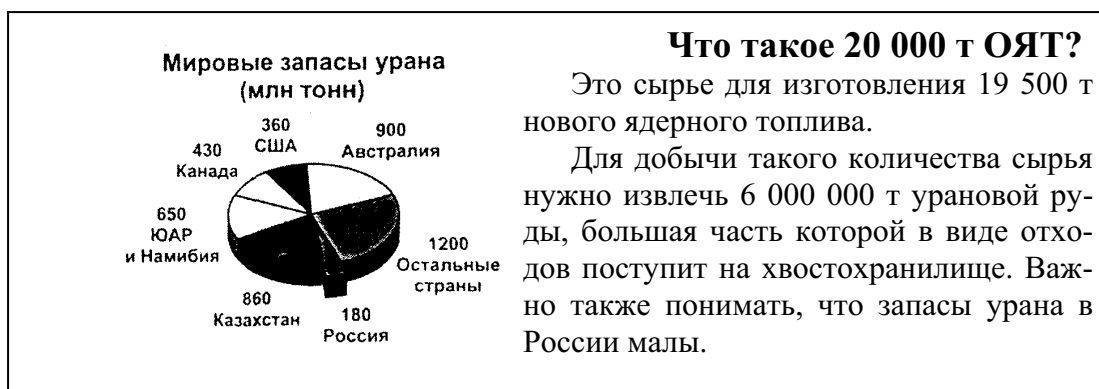 Мировые запасы урана
(млн тонн)
360
США
900
Австралия
430
Канада
650
ЮАР
и Намибия
1200
Остальные
страны
860
Казахстан
180
Россия
Что такое 20 000 т ОЯТ?
Это сырье для изготовления 19 500 т
нового ядерного топлива.
Для добычи такого количества сырья
нужно извлечь 6 000 000 т урановой ру-
ды, большая часть которой в виде отхо-
дов поступит на хвостохранилище. Важ-
но также понимать, что запасы урана в
России малы.